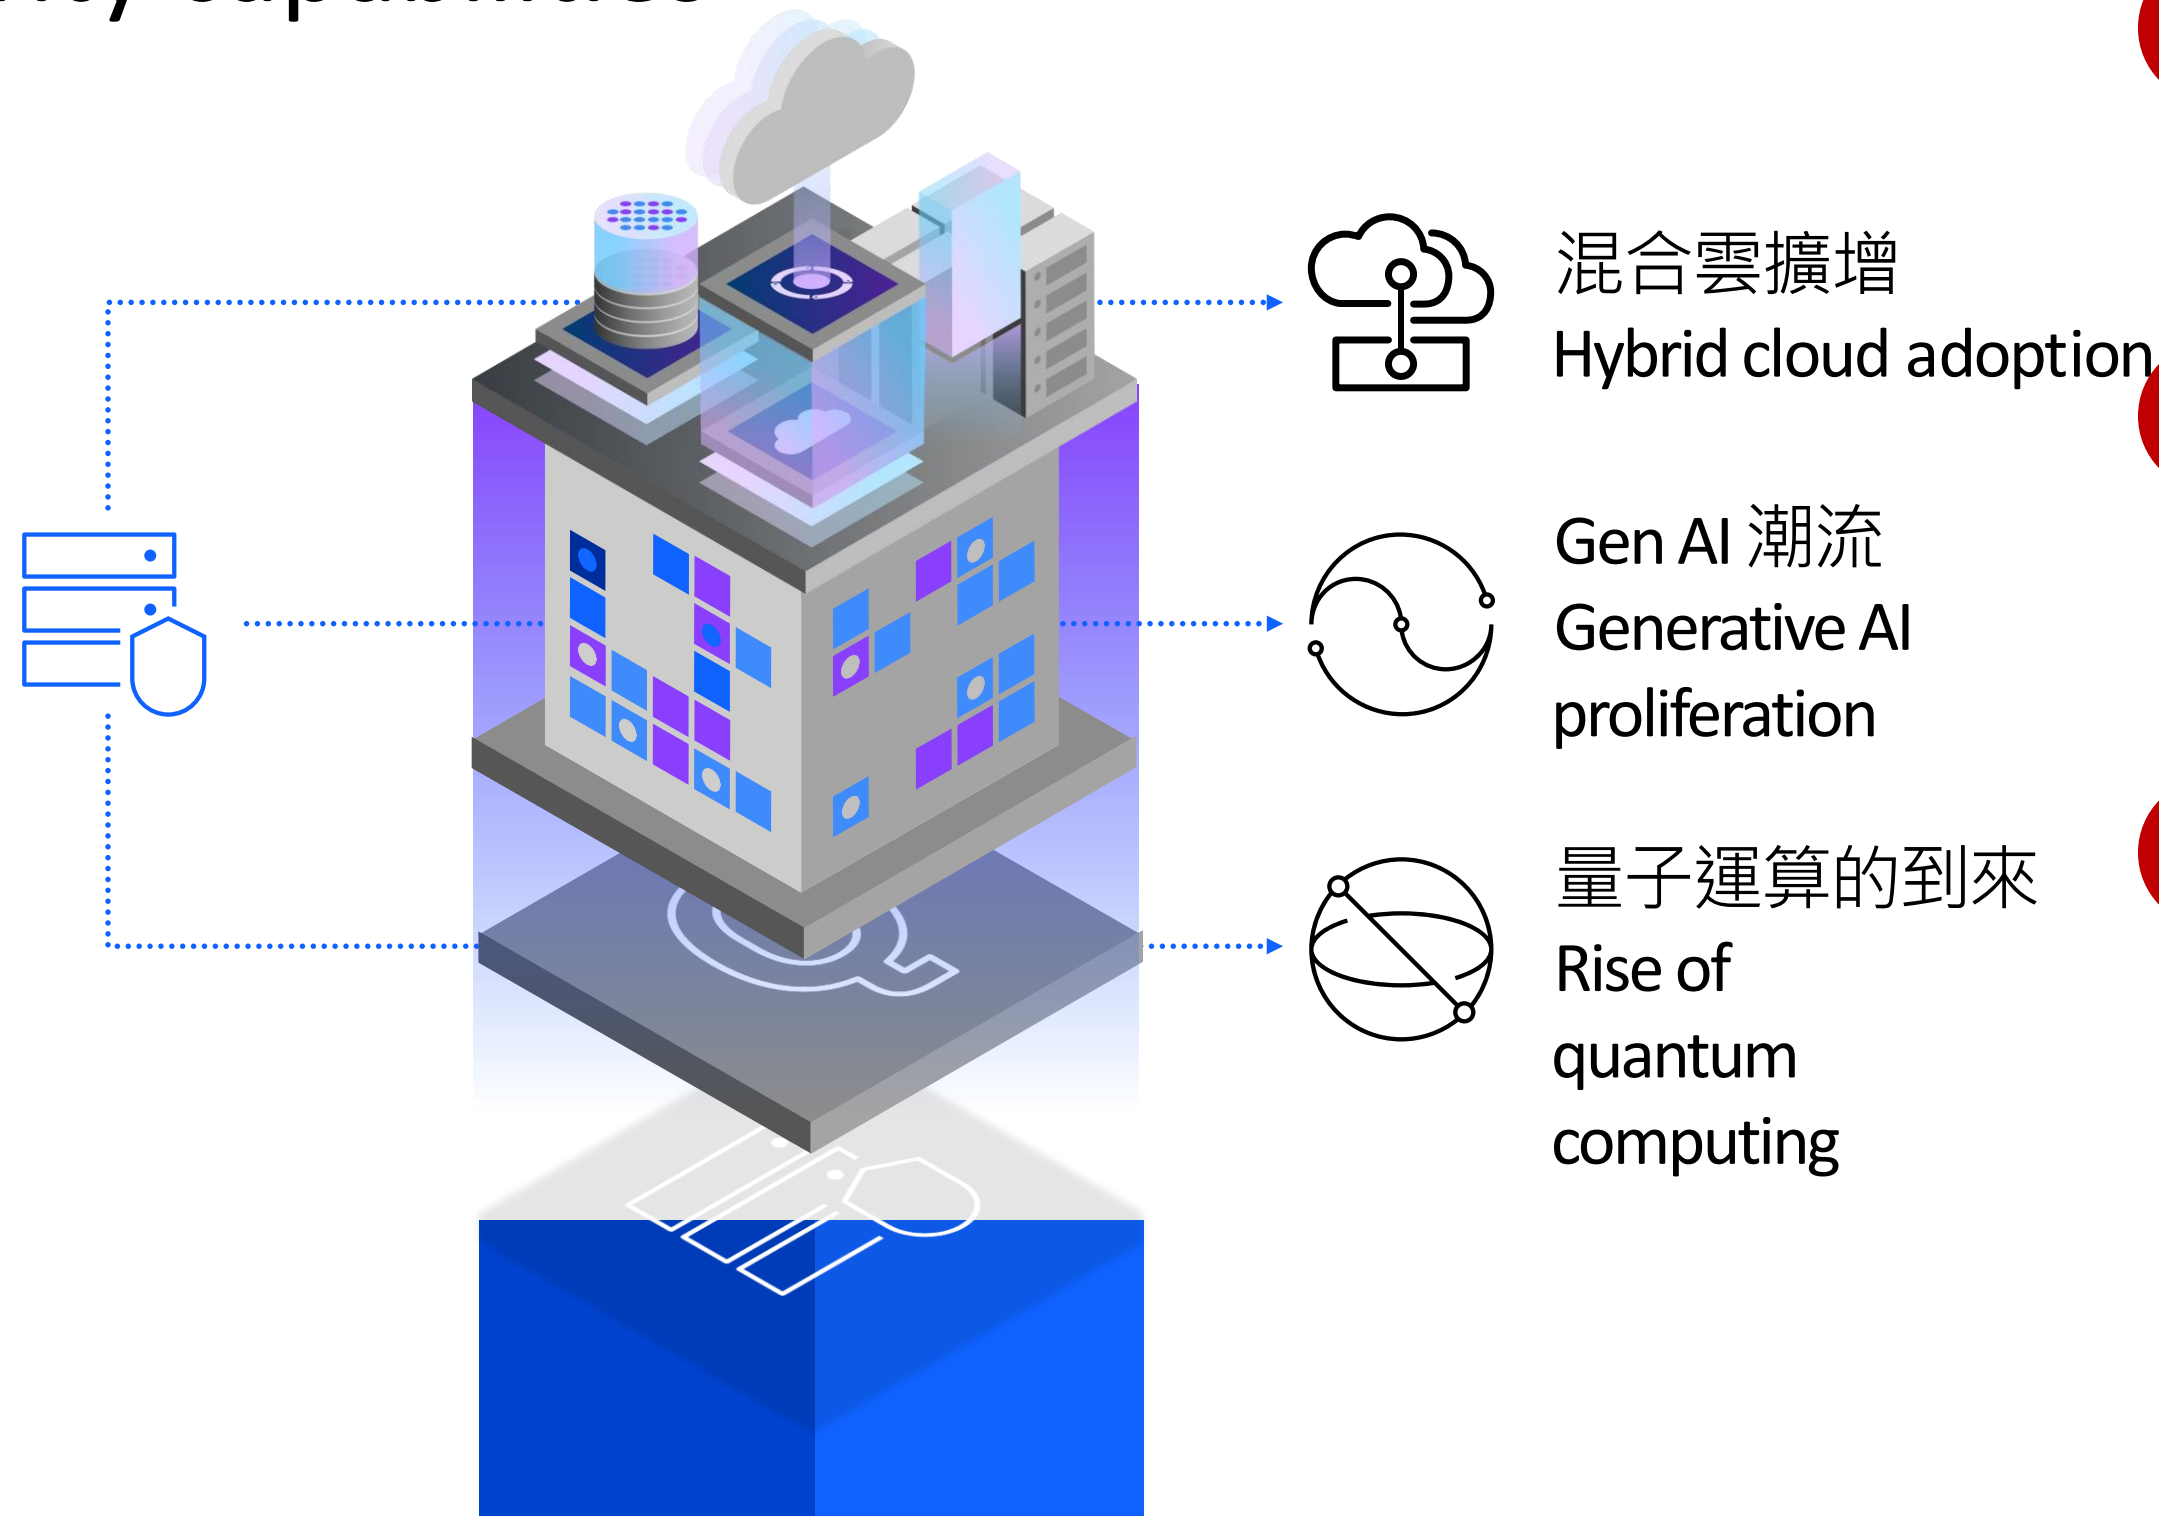 capabilities
混合雲擴增
Hybrid cloud adoption
Gen AI 潮流
Generative AI
proliferation
量子運算的到來
Rise of
quantum
computing